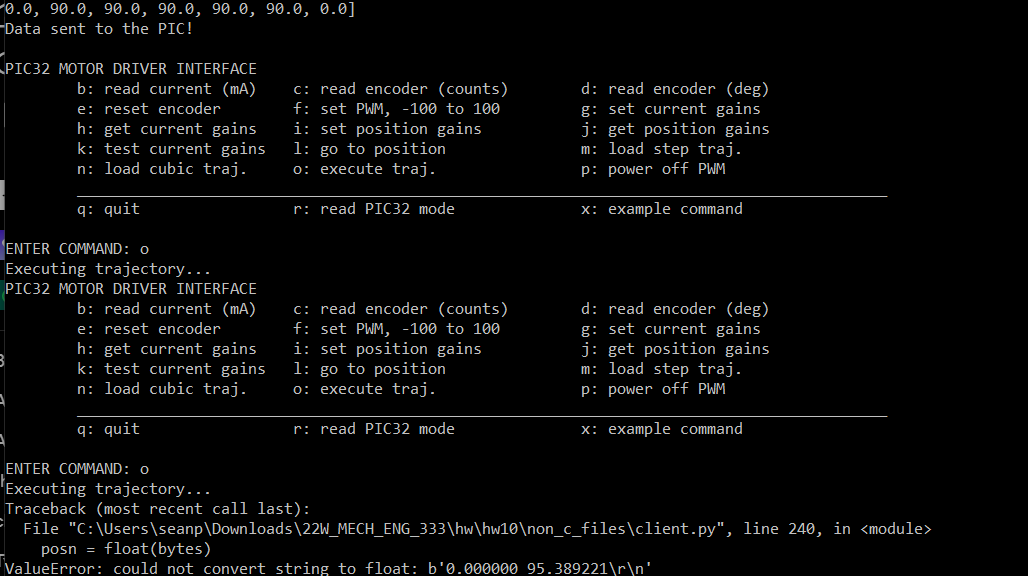 0.0, 90.0, 90.0, 90.0, 90.0, 90.0, 0.0]
Data sent to the PIC!
PIC32 MOTOR DRIVER INTERFACE
b: read current (mA) c: read encoder (counts) d: read encoder (deg)
e: reset encoder f: set PWM, -100 to 100 g: set current gains
h: get current gains i: set position gains j: get position gains
k: test current gains l: go to position m: load step traj.
n: load cubic traj. o: execute traj. p: power off PWM
q: quit r: read PIC32 mode x: example command
ENTER COMMAND: o
Executing trajectory...
PIC32 MOTOR DRIVER INTERFACE
b: read current (mA) c: read encoder (counts) d: read encoder (deg)
e: reset encoder f: set PWM, -100 to 100 g: set current gains
h: get current gains i: set position gains j: get position gains
k: test current gains l: go to position m: load step traj.
n: load cubic traj. o: execute traj. p: power off PWM
q: quit r: read PIC32 mode x: example command
ENTER COMMAND: o
Executing trajectory...
Traceback (most recent call last):
File "C:\Users\seanp\Downloads\22W_MECH_ENG_333\hw\hw10\non_c_files\client.py", line 240, in <module>
posn = float(bytes)
ValueError: could not convert string to float: b'0.000000 95.389221\r\n'